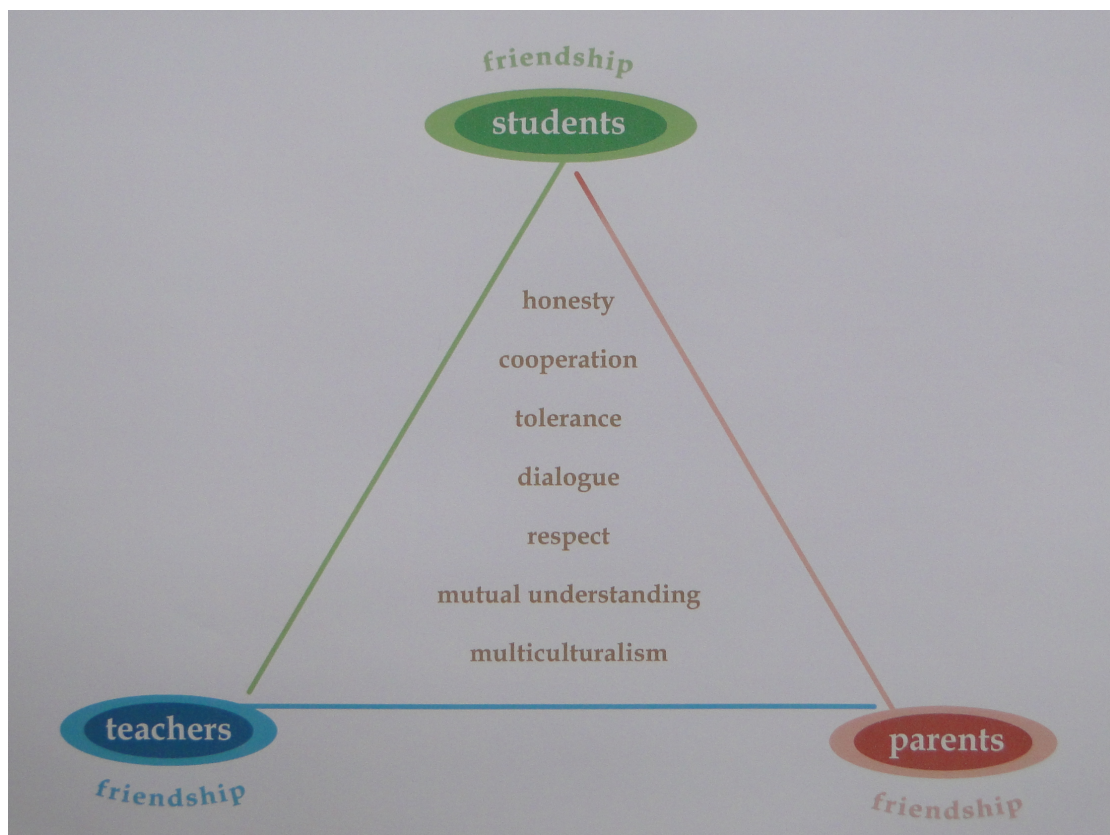 friendship
students
honesty
cooperation
tolerance
dialogue
respect
mutual understanding
multiculturalism
teachers
friendship
parents
friendship